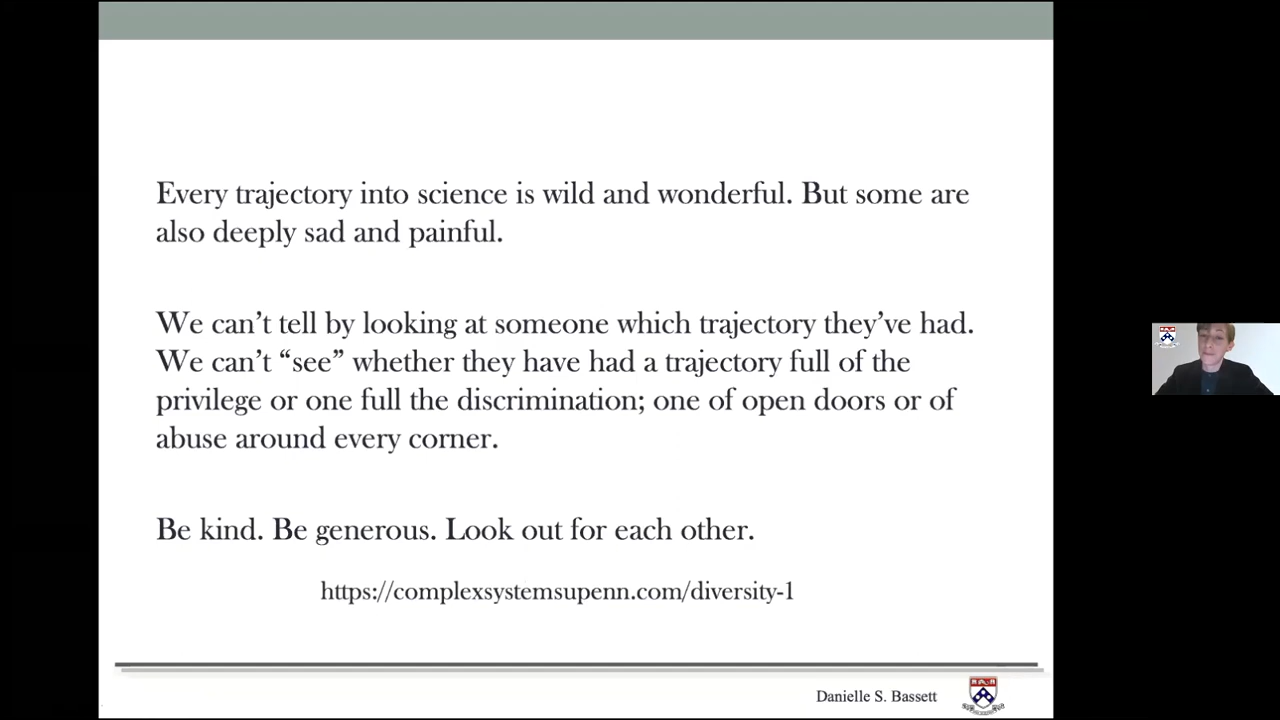 Every trajectory into science is wild and wonderful. But some are
also deeply sad and painful.
We can’t tell by looking at someone which trajectory they’ve had.
We can’t “see” whether they have had a trajectory full of the
privilege or one full the discrimination; one of open doors or of
abuse around every corner.
Be kind. Be generous. Look out for each other.
https://complexsystemsupenn.com/diversity-1
Danielle S. Bassett